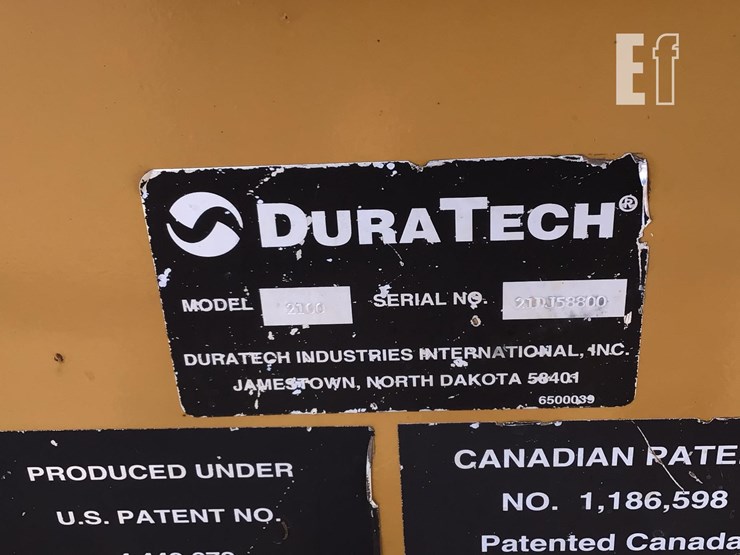 Ef
DURATECH®
MODEL 2100 SERIAL NO.
DURATECH INDUSTRIES INTERNATIONAL, INC.
JAMESTOWN, NORTH DAKOTA 58401
6500039
PRODUCED UNDER
U.S. PATENT NO.
CANADIAN PATE
NO. 1,186,598
Patented Canada